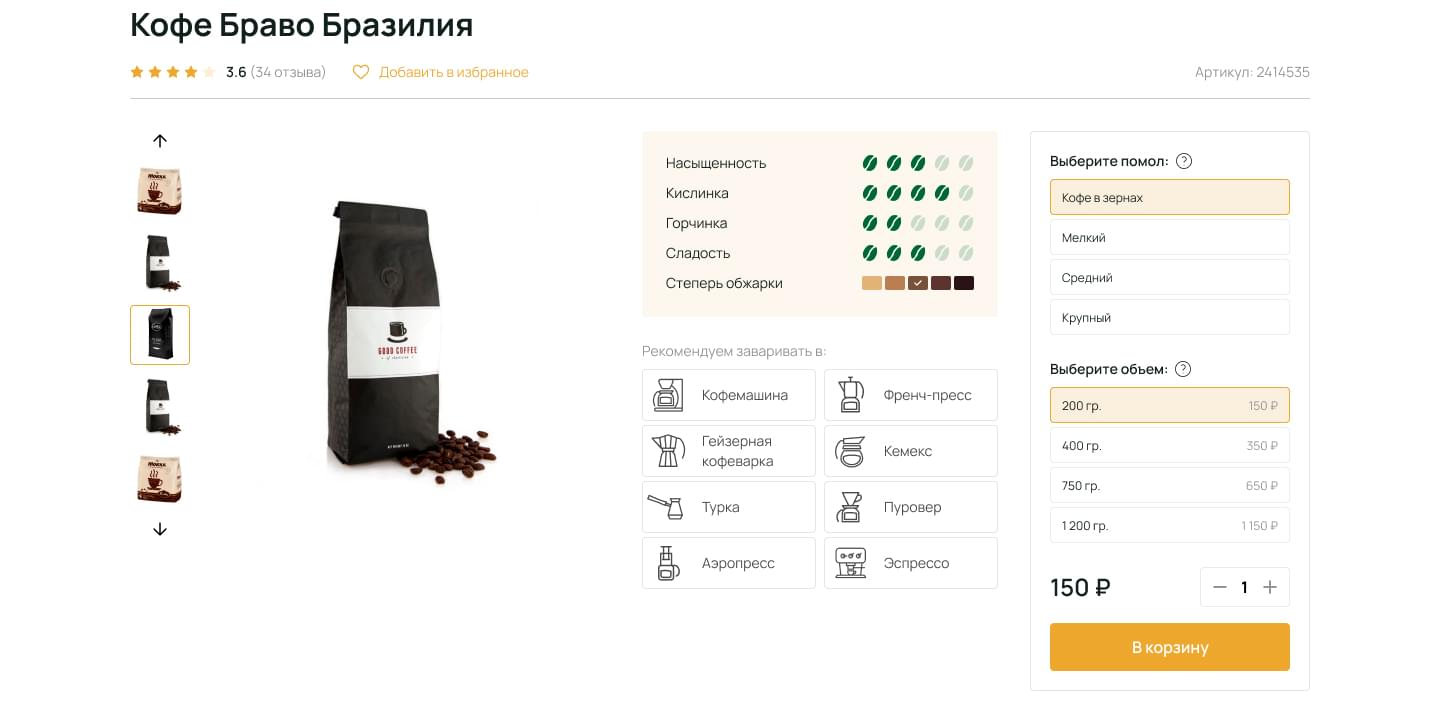 Кофе Браво Бразилия
3.6 (34 отзыва)
Добавить в избранное
Артикул: 2414535
GOOD COFFEE
Насыщенность
Кислинка
Горчинка
Сладость
Степерь обжарки
Рекомендуем заваривать в:
Кофемашина
Френч-пресс
Гейзерная
кофеварка
Кемекс
Турка
Пуровер
Аэропресс
Эспрессо
Выберите помол:
Кофе в зернах
Мелкий
Средний
Крупный
Выберите объем:
200 гр. 150 ₽
400 гр. 350 ₽
750 гр. 650 ₽
1 200 гр. 1 150 ₽
150 ₽
1
В корзину